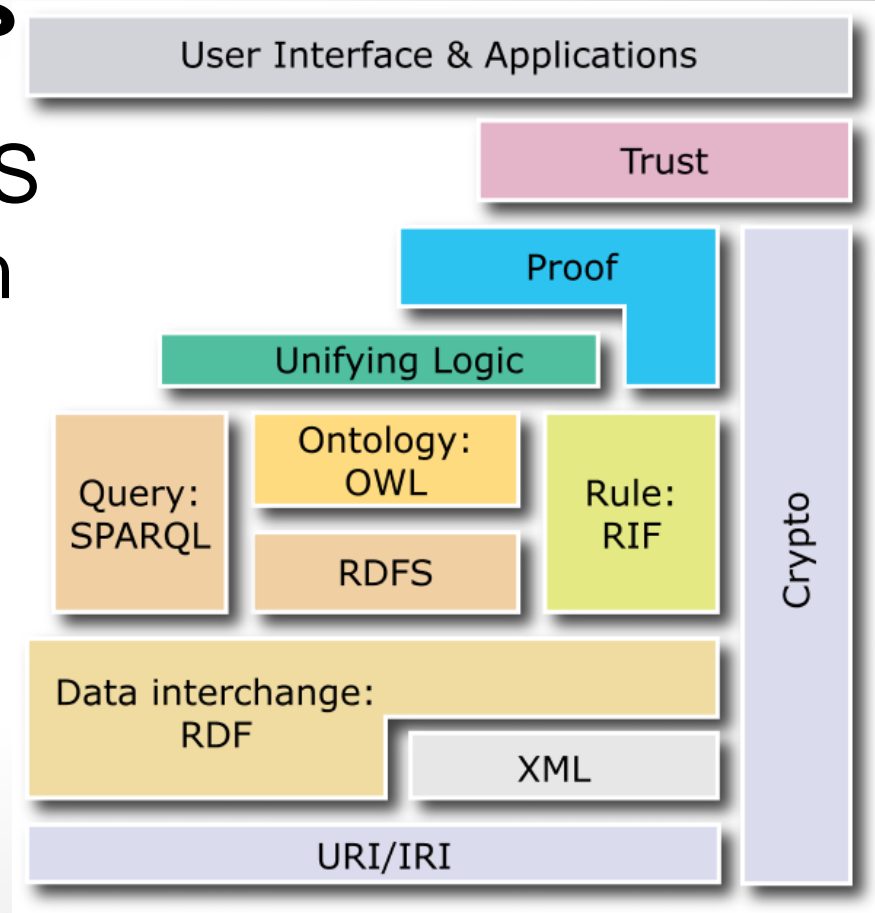 User Interface & Applications
Trust
Proof
Unifying Logic
Query:
SPARQL
Ontology:
OWL
RDFS
Rule:
RIF
Crypto
Data interchange:
RDF
XML
URI/IRI